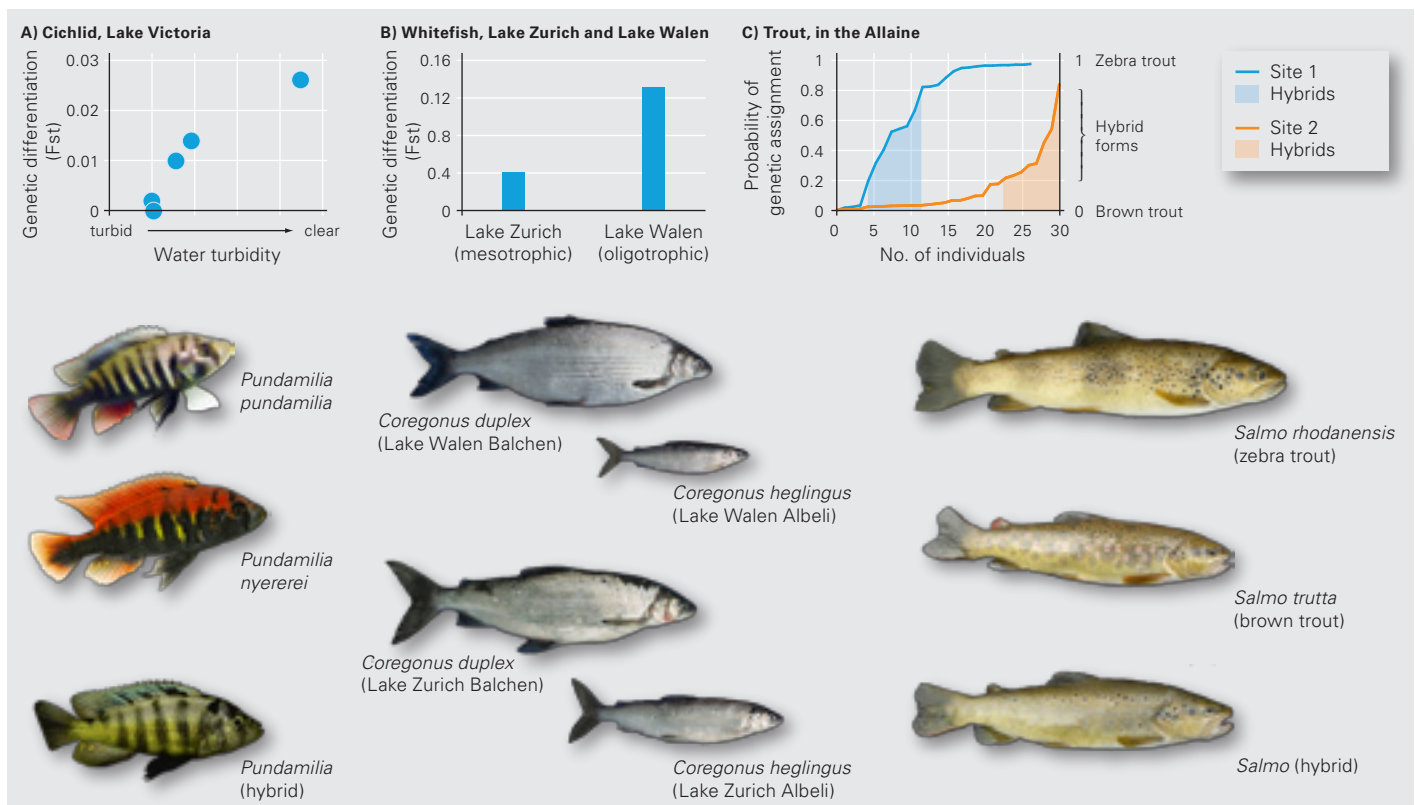 A) Cichlid, Lake Victoria
Genetic differentiation
(Fst)
0.03
0.02
0.01
0
turbid
clear
Water turbidity
B) Whitefish, Lake Zurich and Lake Walen
Genetic differentiation
(Fst)
0.16
0.12
0.8
0.4
0
Lake Zurich
(mesotrophic)
Lake Walen
(oligotrophic)
C) Trout, in the Allaine
Probability of
genetic assignment
1
0.8
0.6
0.4
0.2
0
0
5
10
15
20
25
30
No. of individuals
1 Zebra trout
Hybrid
forms
0 Brown trout
Site 1
Hybrids
Site 2
Hybrids
Pundamilia
pundamilia
Pundamilia
nyererei
Pundamilia
(hybrid)
Coregonus duplex
(Lake Walen Balchen)
Coregonus heglingus
(Lake Walen Albeli)
Coregonus duplex
(Lake Zurich Balchen)
Coregonus heglingus
(Lake Zurich Albeli)
Salmo rhodanensis
(zebra trout)
Salmo trutta
(brown trout)
Salmo (hybrid)